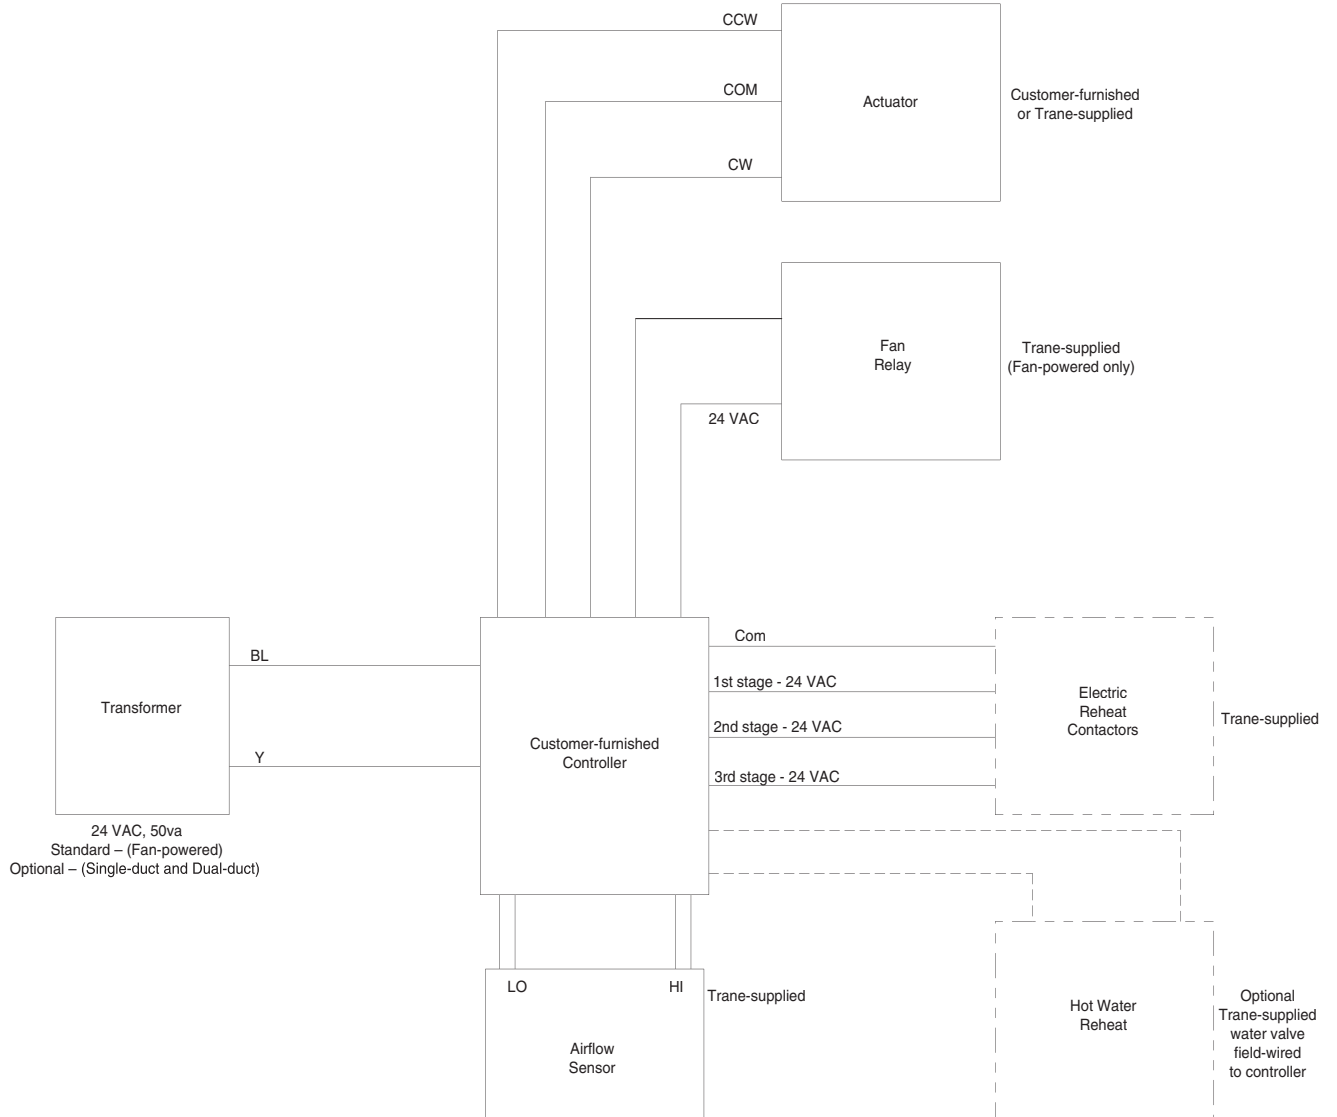 CCW
COM
CW
Actuator
Customer-furnished
or Trane-supplied
Fan
Relay
Trane-supplied
(Fan-powered only)
24 VAC
Transformer
BL
Y
24 VAC, 50va
Standard – (Fan-powered)
Optional – (Single-duct and Dual-duct)
Customer-furnished
Controller
Com
1st stage - 24 VAC
2nd stage - 24 VAC
3rd stage - 24 VAC
Electric
Reheat
Contactors
Trane-supplied
LO
HI
Trane-supplied
Airflow
Sensor
Hot Water
Reheat
Optional
Trane-supplied
water valve
field-wired
to controller